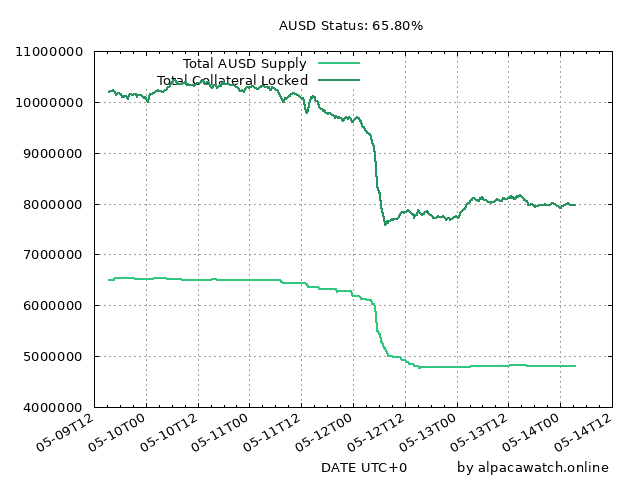 AUSD Status: 65.80%
11000000
10000000
9000000
8000000
7000000
6000000
5000000
4000000
Total AUSD Supply
Total Collateral Locked
05-09T12
05-10T00
05-10T12
05-11T00
05-11T12
05-12T00
05-12T12
05-13T00
05-13T12
05-14T00
05-14T12
DATE UTC+0
by alpacawatch.online